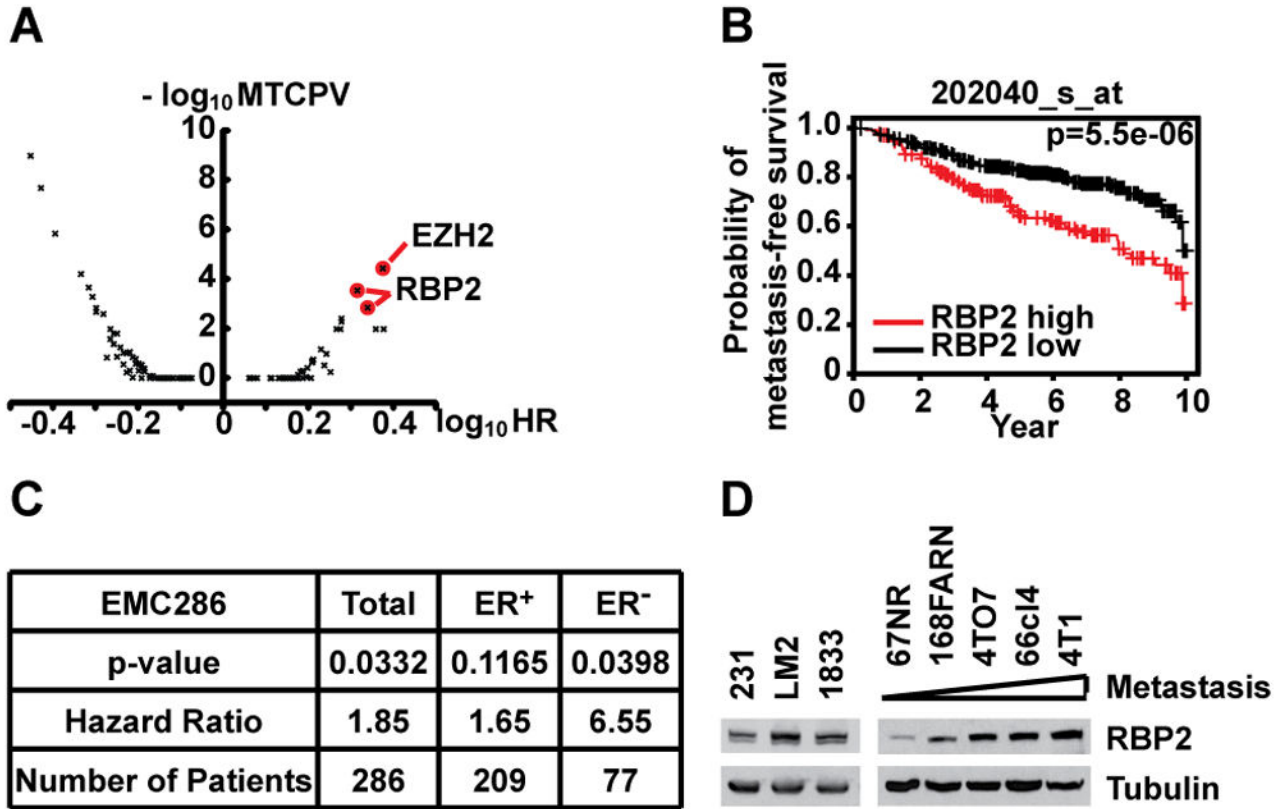 A
- log₁₀ MTCPV
10
8
6
4
2
0
EZH2
RBP2
-0.4 -0.2 0 0.2 0.4 log₁₀ HR
B
202040_s_at
p=5.5e-06
Probability of
metastasis-free survival
1.0
0.8
0.6
0.4
0.2
0
RBP2 high
RBP2 low
0 2 4 6 8 10
Year
C
EMC286 Total ER⁺ ER⁻
p-value 0.0332 0.1165 0.0398
Hazard Ratio 1.85 1.65 6.55
Number of Patients 286 209 77
D
231 LM2 1833 67NR 168FARN 4TO7 66cl4 4T1
Metastasis
RBP2
Tubulin